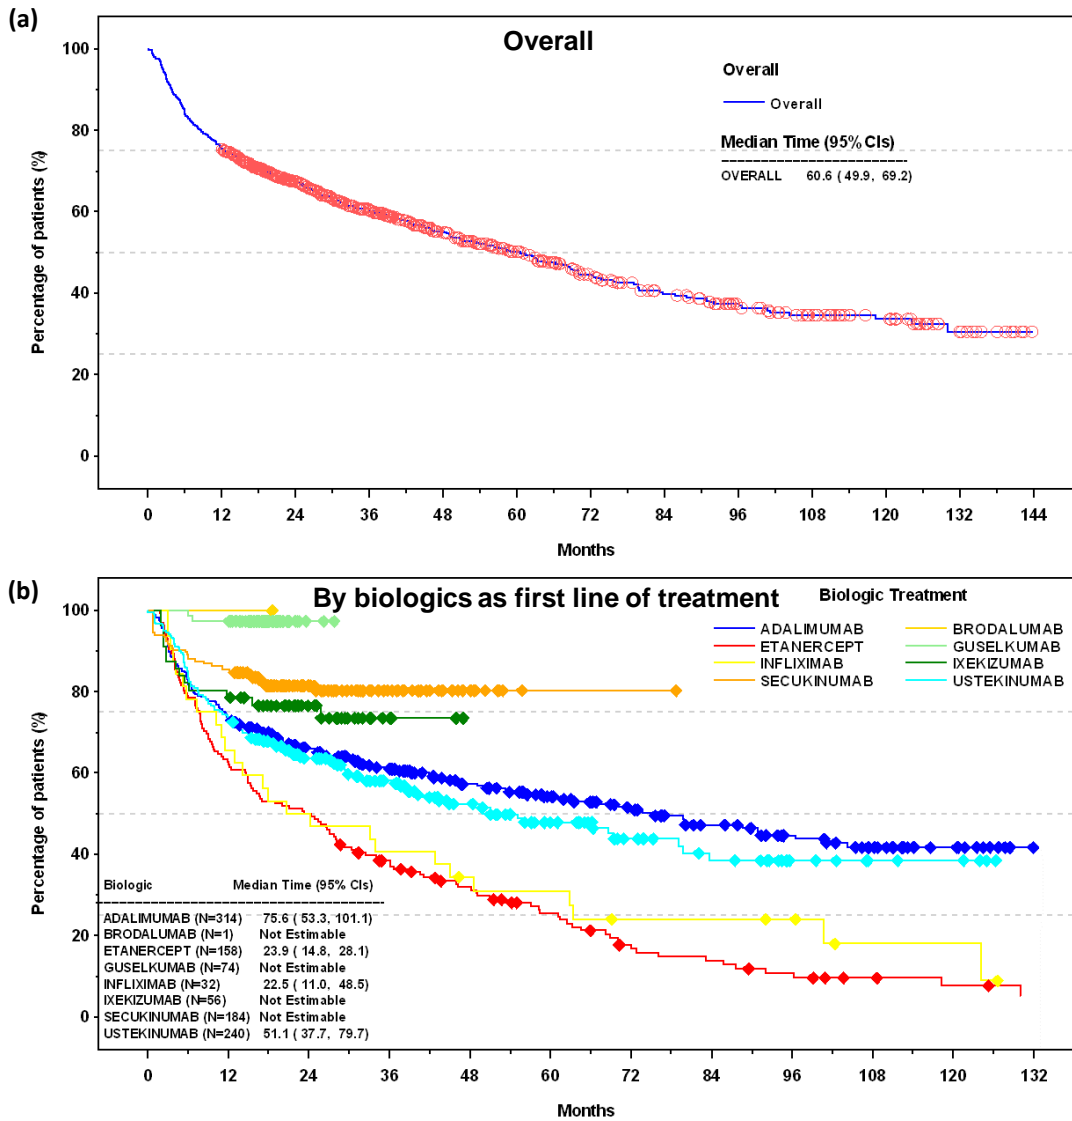 (a)
Overall
Overall
Overall
Median Time (95% CIs)
OVERALL 60.6 ( 49.9, 69.2)
Percentage of patients (%)
100
80
60
40
20
0
0 12 24 36 48 60 72 84 96 108 120 132 144
Months
(b)
By biologics as first line of treatment
Biologic Treatment
ADALIMUMAB BRODALUMAB
ETANERCEPT GUSELKUMAB
INFLIXIMAB IXEKIZUMAB
SECUKINUMAB USTEKINUMAB
Percentage of patients (%)
100
80
60
40
20
0
Biologic Median Time (95% CIs)
ADALIMUMAB (N=314) 75.6 ( 53.3, 101.1)
BRODALUMAB (N=1) Not Estimable
ETANERCEPT (N=158) 23.9 ( 14.8, 28.1)
GUSELKUMAB (N=74) Not Estimable
INFLIXIMAB (N=32) 22.5 ( 11.0, 48.5)
IXEKIZUMAB (N=56) Not Estimable
SECUKINUMAB (N=184) Not Estimable
USTEKINUMAB (N=240) 51.1 ( 37.7, 79.7)
0 12 24 36 48 60 72 84 96 108 120 132
Months